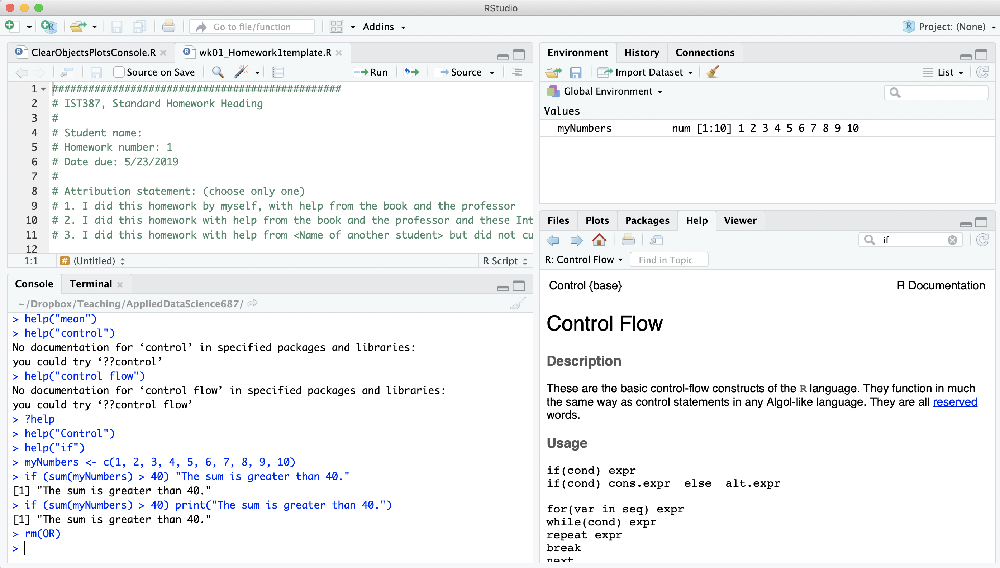 RStudio
Go to file/function
Addins
Project: (None)
ClearObjectsPlotsConsole.R
wk01_Homework1template.R
Source on Save
Run
Source
1 ################################################
2 # IST387, Standard Homework Heading
3 #
4 # Student name:
5 # Homework number: 1
6 # Date due: 5/23/2019
7 #
8 # Attribution statement: (choose only one)
9 # 1. I did this homework by myself, with help from the book and the professor
10 # 2. I did this homework with help from the book and the professor and these Int
11 # 3. I did this homework with help from <Name of another student> but did not cu
12
1:1
# (Untitled)
R Script
Console
Terminal
~/Dropbox/Teaching/AppliedDataScience687/
> help("mean")
> help("control")
No documentation for ‘control’ in specified packages and libraries:
you could try ‘??control’
> help("control flow")
No documentation for ‘control flow’ in specified packages and libraries:
you could try ‘??control flow’
> ?help
> help("Control")
> help("if")
> myNumbers <- c(1, 2, 3, 4, 5, 6, 7, 8, 9, 10)
> if (sum(myNumbers) > 40) "The sum is greater than 40."
[1] "The sum is greater than 40."
> if (sum(myNumbers) > 40) print("The sum is greater than 40.")
[1] "The sum is greater than 40."
> rm(OR)
>
Environment
History
Connections
Import Dataset
List
Global Environment
Values
myNumbers num [1:10] 1 2 3 4 5 6 7 8 9 10
Files
Plots
Packages
Help
Viewer
if
R: Control Flow
Find in Topic
Control {base}
R Documentation
Control Flow
Description
These are the basic control-flow constructs of the R language. They function in much
the same way as control statements in any Algol-like language. They are all reserved
words.
Usage
if(cond) expr
if(cond) cons.expr  else  alt.expr
for(var in seq) expr
while(cond) expr
repeat expr
break
next